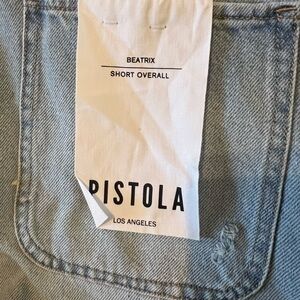 BEATRIX
SHORT OVERALL
PISTOLA
LOS ANGELES